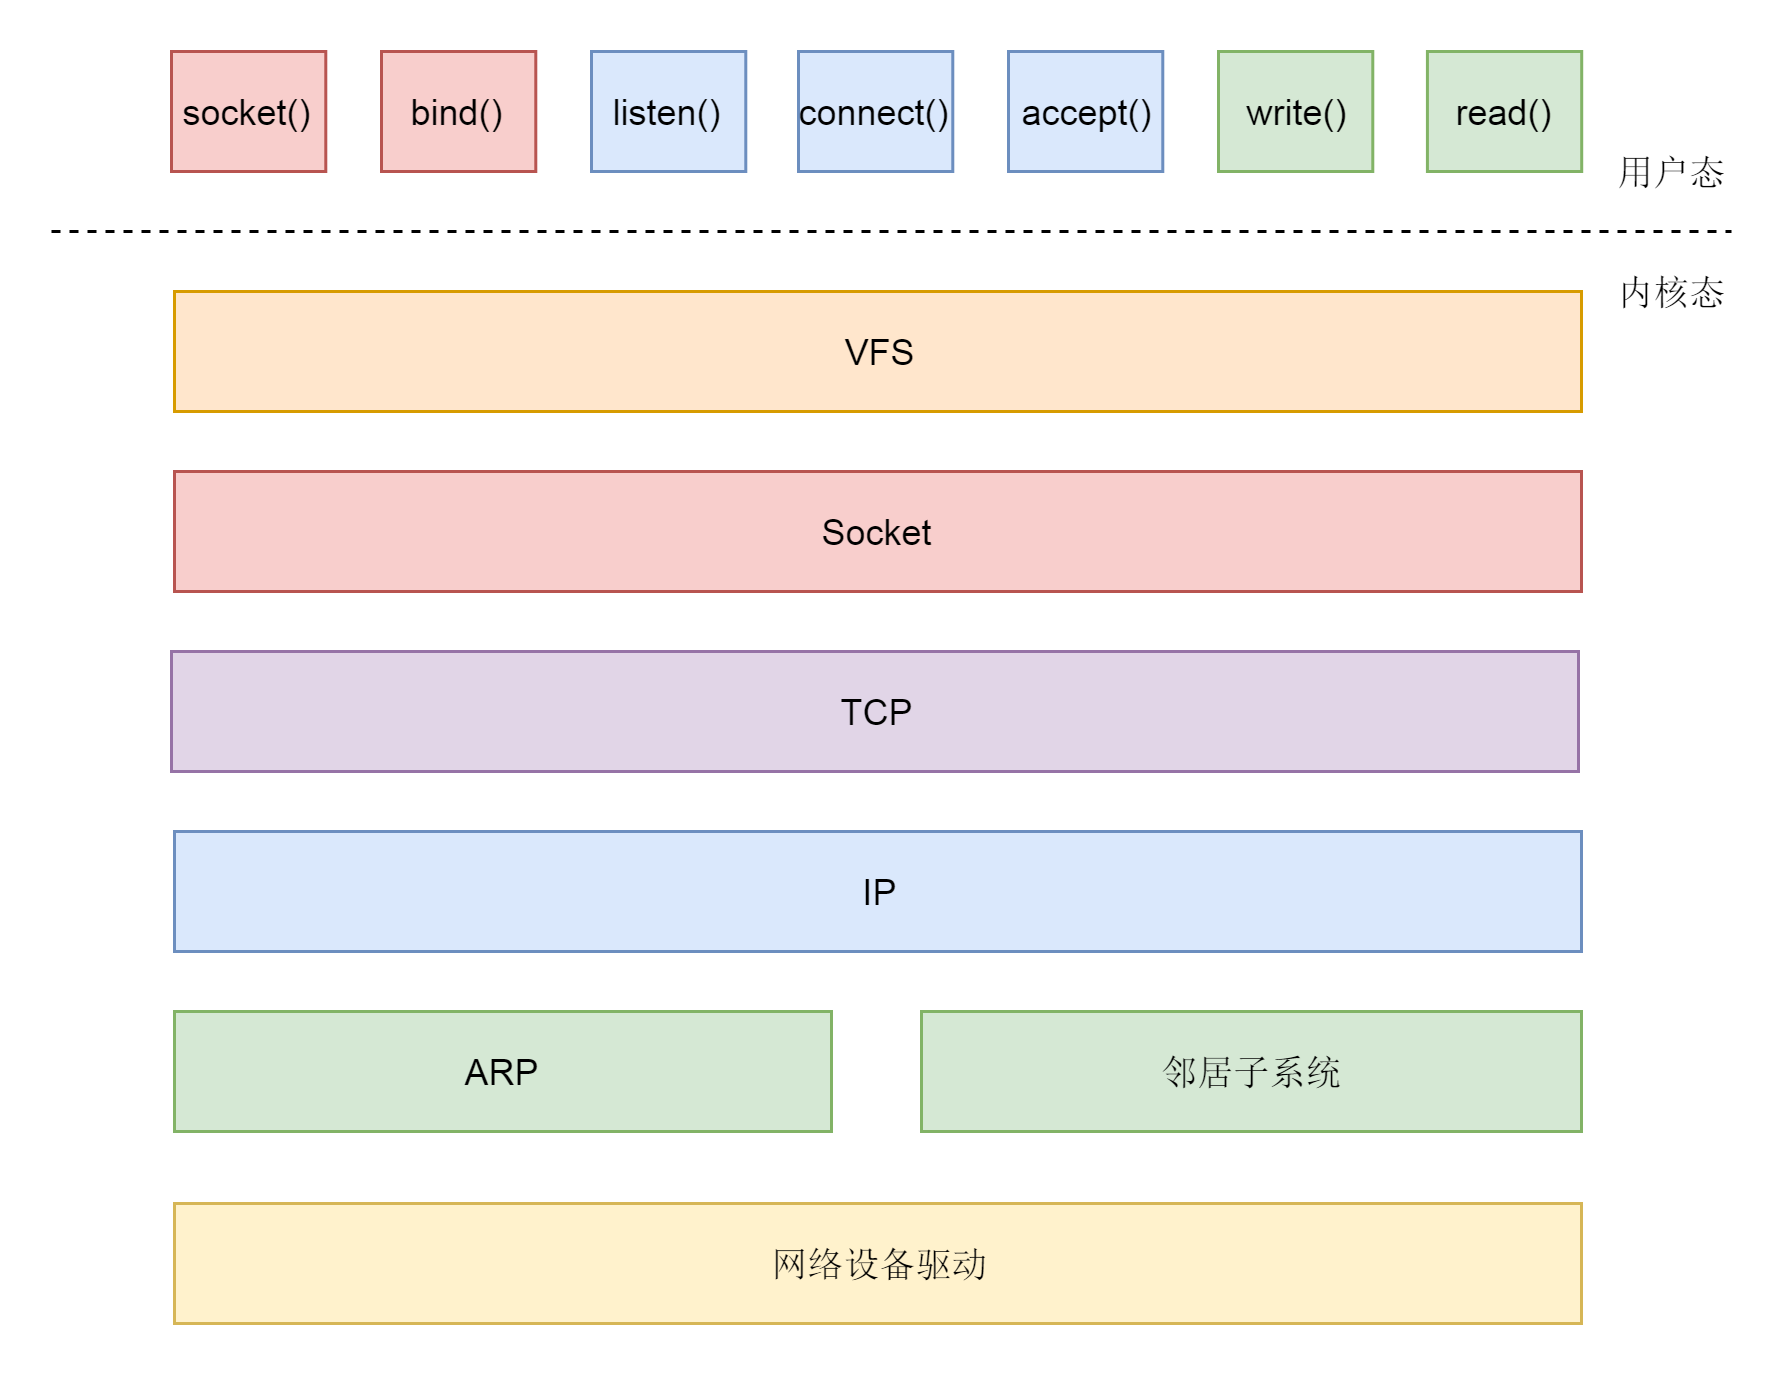 socket()
bind()
listen()
connect()
accept()
write()
read()
用户态
内核态
VFS
Socket
TCP
IP
ARP
邻居子系统
网络设备驱动